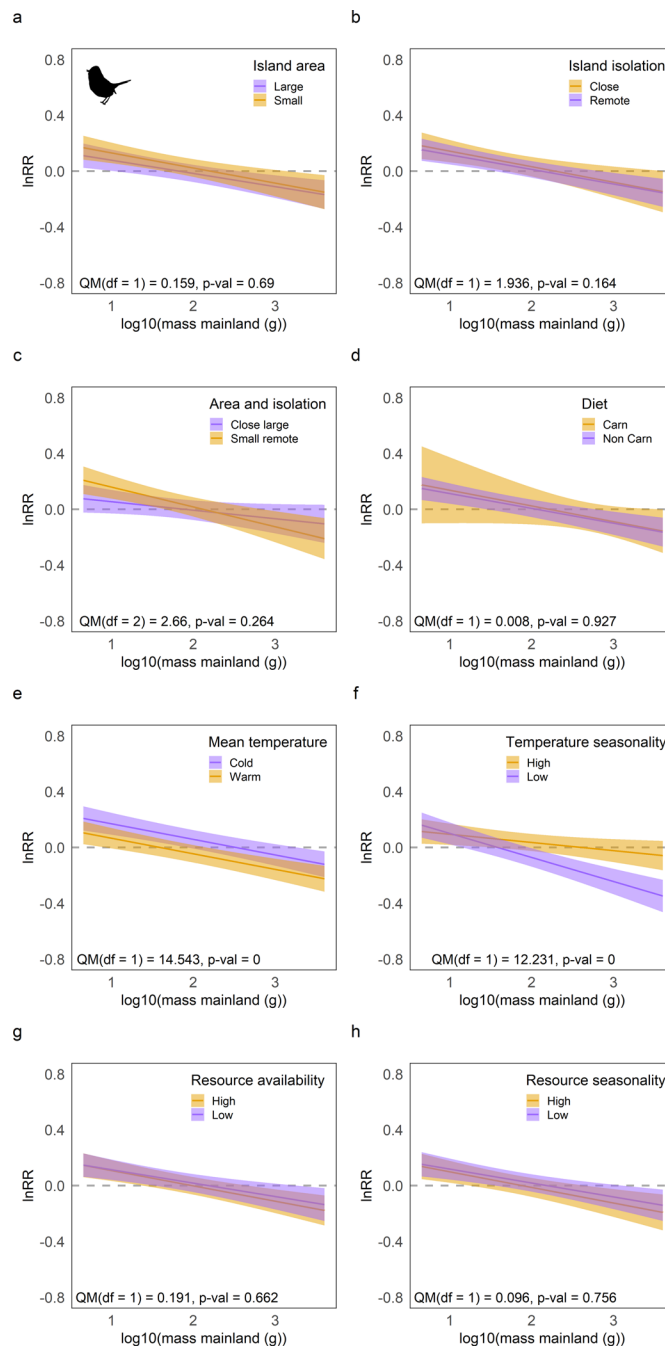 a
Island area
Large
Small
0.8
0.4
0.0
-0.4
-0.8
lnRR
QM(df = 1) = 0.159, p-val = 0.69
1 2 3
log10(mass mainland (g))
b
Island isolation
Close
Remote
0.8
0.4
0.0
-0.4
-0.8
lnRR
QM(df = 1) = 1.936, p-val = 0.164
1 2 3
log10(mass mainland (g))
c
Area and isolation
Close large
Small remote
0.8
0.4
0.0
-0.4
-0.8
lnRR
QM(df = 2) = 2.66, p-val = 0.264
1 2 3
log10(mass mainland (g))
d
Diet
Carn
Non Carn
0.8
0.4
0.0
-0.4
-0.8
lnRR
QM(df = 1) = 0.008, p-val = 0.927
1 2 3
log10(mass mainland (g))
e
Mean temperature
Cold
Warm
0.8
0.4
0.0
-0.4
-0.8
lnRR
QM(df = 1) = 14.543, p-val = 0
1 2 3
log10(mass mainland (g))
f
Temperature seasonality
High
Low
0.8
0.4
0.0
-0.4
-0.8
lnRR
QM(df = 1) = 12.231, p-val = 0
1 2 3
log10(mass mainland (g))
g
Resource availability
High
Low
0.8
0.4
0.0
-0.4
-0.8
lnRR
QM(df = 1) = 0.191, p-val = 0.662
1 2 3
log10(mass mainland (g))
h
Resource seasonality
High
Low
0.8
0.4
0.0
-0.4
-0.8
lnRR
QM(df = 1) = 0.096, p-val = 0.756
1 2 3
log10(mass mainland (g))